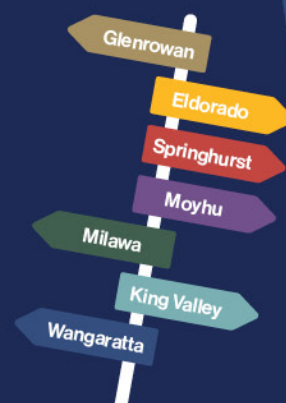 Glenrowan
Eldorado
Springhurst
Moyhu
Milawa
King Valley
Wangaratta